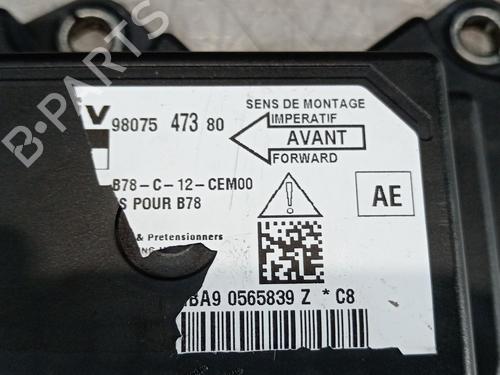 V
98075 473 80
SENS DE MONTAGE
IMPERATIF
AVANT
FORWARD
B78-C-12-CEM00
S POUR B78
AE
& Pretensionners
BA9 0565839 Z *C8
B-PARTS